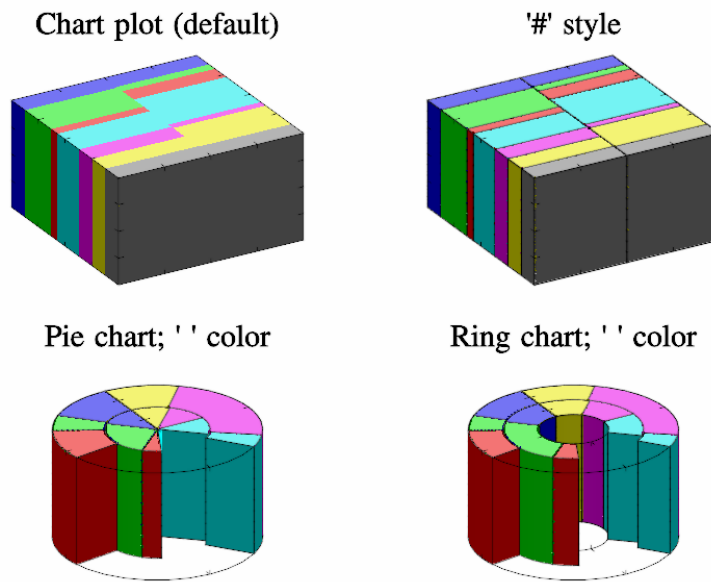 Chart plot (default)
'#' style
Pie chart; ' ' color
Ring chart; ' ' color